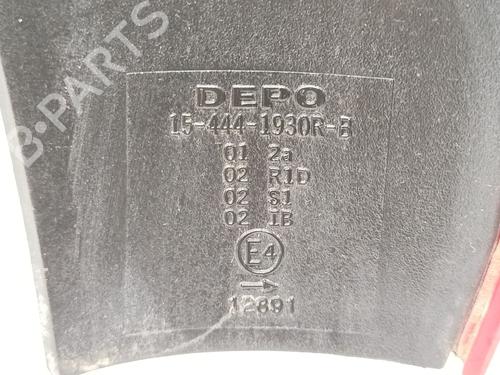 B-PARTS
DEPO
15-444-1930R-B
01 2a
02 R1D
02 S1
02 IB
E4
→
12891